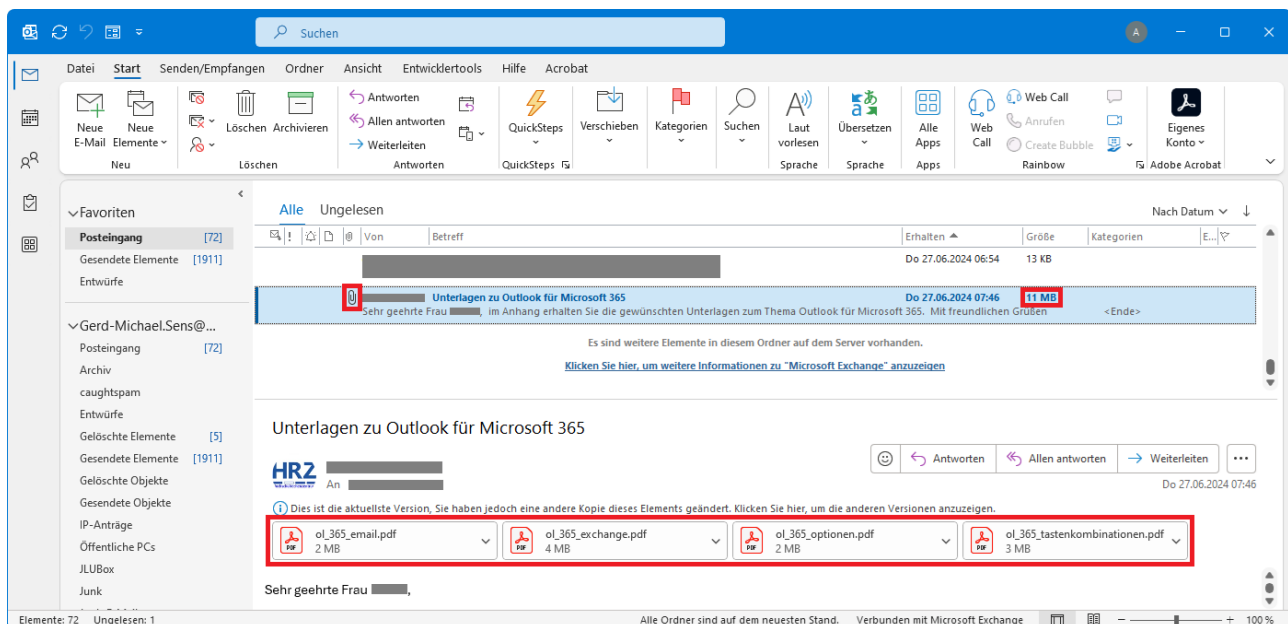 Suchen
A
Datei Start Senden/Empfangen Ordner Ansicht Entwicklertools Hilfe Acrobat
Neue E-Mail
Neue Elemente
Löschen
Archivieren
Antworten
Allen antworten
Weiterleiten
QuickSteps
Verschieben
Kategorien
Suchen
Laut vorlesen
Übersetzen
Alle Apps
Web Call
Web Call
Anrufen
Create Bubble
Eigenes Konto
Neu Löschen Antworten QuickSteps Sprache Sprache Apps Rainbow Adobe Acrobat
Favoriten
Posteingang [72]
Gesendete Elemente [1911]
Entwürfe
Gerd-Michael.Sens@...
Posteingang [72]
Archiv
caughtspam
Entwürfe
Gelöschte Elemente [5]
Gesendete Elemente [1911]
Gelöschte Objekte
Gesendete Objekte
IP-Anträge
Öffentliche PCs
JLUBox
Junk
Alle Ungelesen
Nach Datum
Von Betreff Erhalten Größe Kategorien E...
Do 27.06.2024 06:54 13 KB
Unterlagen zu Outlook für Microsoft 365 Do 27.06.2024 07:46 11 MB
Sehr geehrte Frau , im Anhang erhalten Sie die gewünschten Unterlagen zum Thema Outlook für Microsoft 365. Mit freundlichen Grüßen <Ende>
Es sind weitere Elemente in diesem Ordner auf dem Server vorhanden.
Klicken Sie hier, um weitere Informationen zu "Microsoft Exchange" anzuzeigen
Unterlagen zu Outlook für Microsoft 365
HRZ
An
Antworten Allen antworten Weiterleiten
Do 27.06.2024 07:46
Dies ist die aktuellste Version, Sie haben jedoch eine andere Kopie dieses Elements geändert. Klicken Sie hier, um die anderen Versionen anzuzeigen.
PDF ol_365_email.pdf
2 MB
PDF ol_365_exchange.pdf
4 MB
PDF ol_365_optionen.pdf
2 MB
PDF ol_365_tastenkombinationen.pdf
3 MB
Sehr geehrte Frau ,
Elemente: 72 Ungelesen: 1 Alle Ordner sind auf dem neuesten Stand. Verbunden mit Microsoft Exchange 100 %